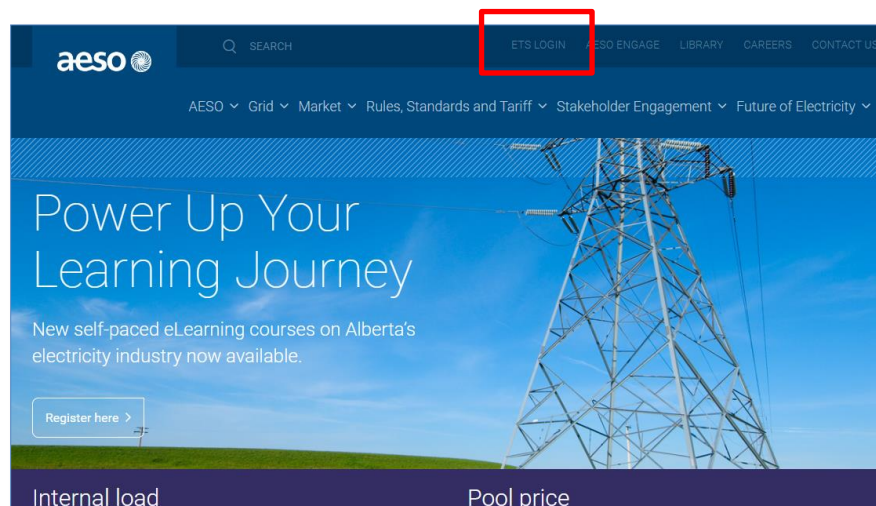 aeso
SEARCH
ETS LOGIN
AESO ENGAGE
LIBRARY
CAREERS
CONTACT US
AESO
Grid
Market
Rules, Standards and Tariff
Stakeholder Engagement
Future of Electricity
Power Up Your
Learning Journey
New self-paced eLearning courses on Alberta's
electricity industry now available.
Register here >
Internal load
Pool price